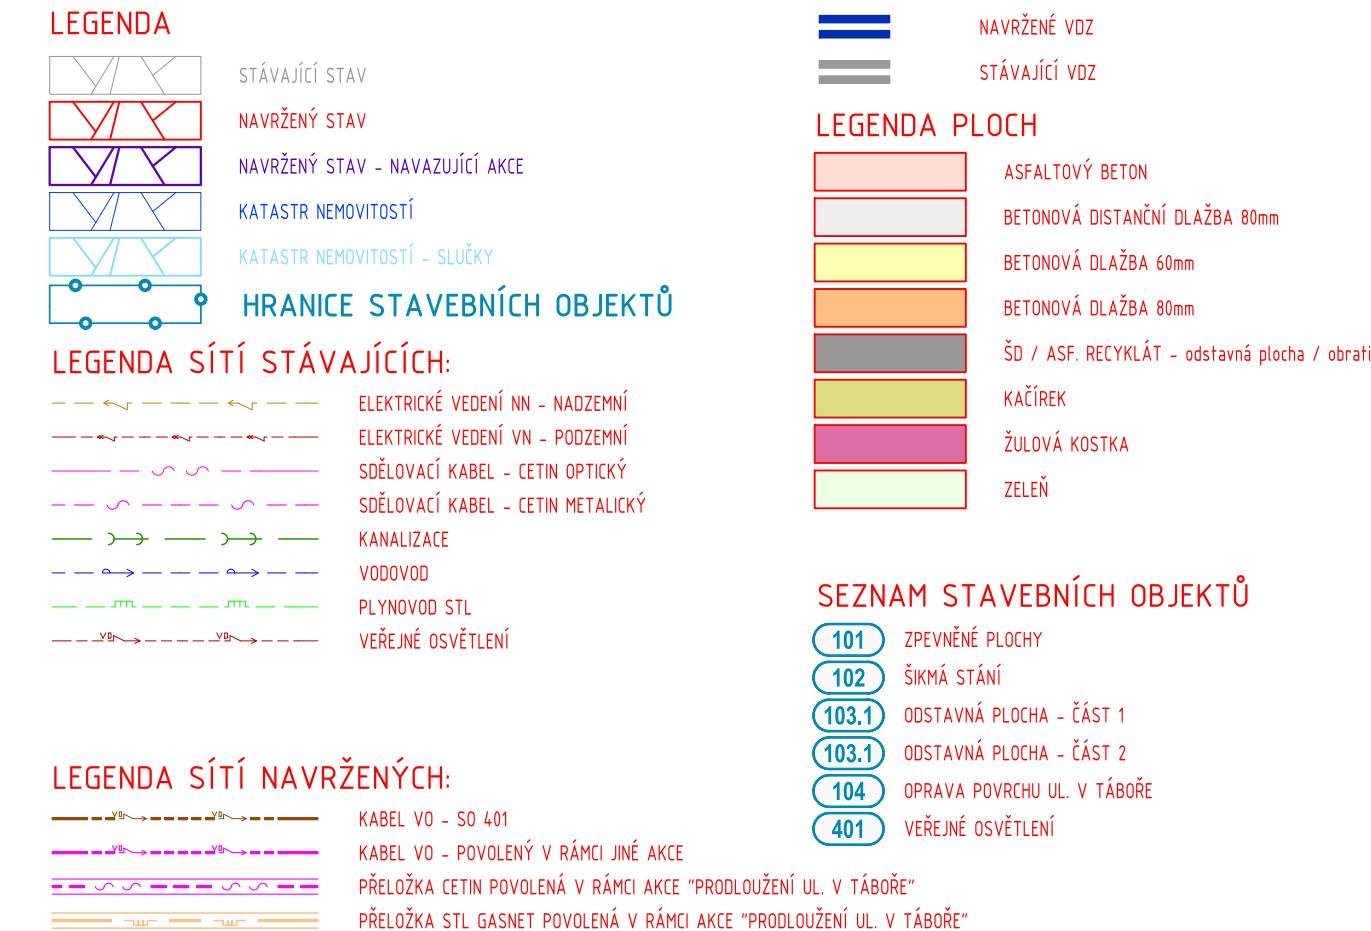 LEGENDA
STÁVAJÍCÍ STAV
NAVRŽENÝ STAV
NAVRŽENÝ STAV - NAVAZUJÍCÍ AKCE
KATASTR NEMOVITOSTÍ
KATASTR NEMOVITOSTÍ - SLUČKY
HRANICE STAVEBNÍCH OBJEKTŮ
LEGENDA SÍTÍ STÁVAJÍCÍCH:
ELEKTRICKÉ VEDENÍ NN - NADZEMNÍ
ELEKTRICKÉ VEDENÍ VN - PODZEMNÍ
SDĚLOVACÍ KABEL - CETIN OPTICKÝ
SDĚLOVACÍ KABEL - CETIN METALICKÝ
KANALIZACE
VODOVOD
PLYNOVOD STL
VO VO VEŘEJNÉ OSVĚTLENÍ
LEGENDA SÍTÍ NAVRŽENÝCH:
VO VO KABEL VO - SO 401
VO VO KABEL VO - POVOLENÝ V RÁMCI JINÉ AKCE
PŘELOŽKA CETIN POVOLENÁ V RÁMCI AKCE "PRODLOUŽENÍ UL. V TÁBOŘE"
PŘELOŽKA STL GASNET POVOLENÁ V RÁMCI AKCE "PRODLOUŽENÍ UL. V TÁBOŘE"
NAVRŽENÉ VDZ
STÁVAJÍCÍ VDZ
LEGENDA PLOCH
ASFALTOVÝ BETON
BETONOVÁ DISTANČNÍ DLAŽBA 80mm
BETONOVÁ DLAŽBA 60mm
BETONOVÁ DLAŽBA 80mm
ŠD / ASF. RECYKLÁT - odstavná plocha / obrati
KAČÍREK
ŽULOVÁ KOSTKA
ZELEŇ
SEZNAM STAVEBNÍCH OBJEKTŮ
101 ZPEVNĚNÉ PLOCHY
102 ŠIKMÁ STÁNÍ
103.1 ODSTAVNÁ PLOCHA - ČÁST 1
103.1 ODSTAVNÁ PLOCHA - ČÁST 2
104 OPRAVA POVRCHU UL. V TÁBOŘE
401 VEŘEJNÉ OSVĚTLENÍ